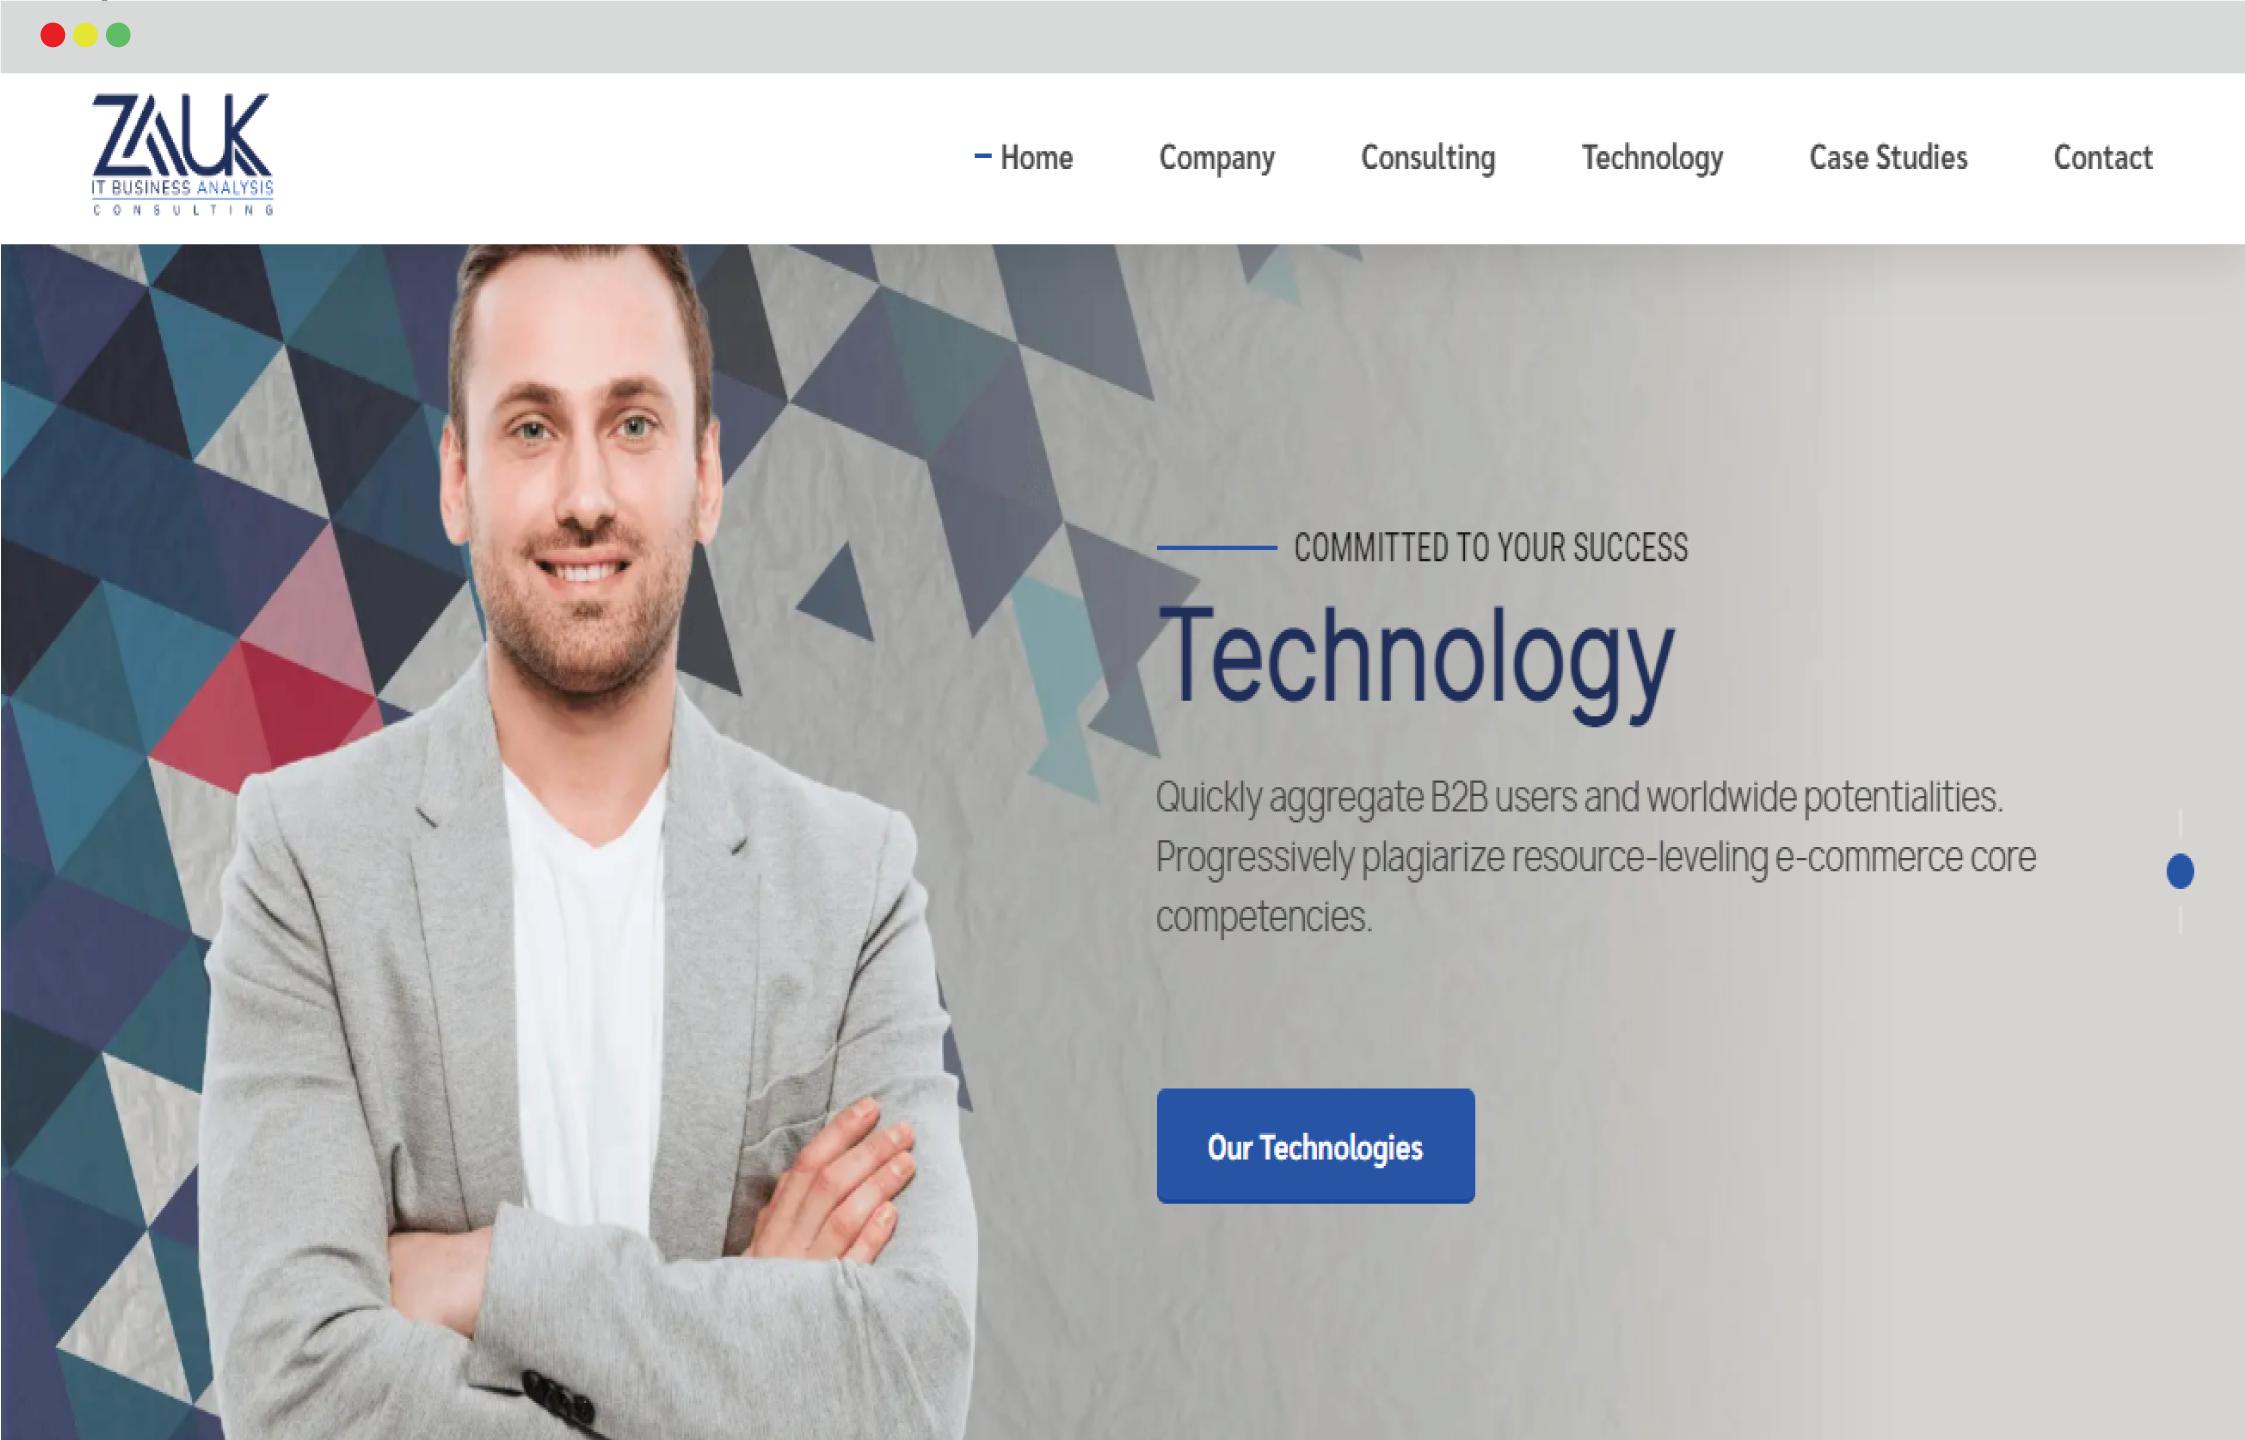 ZAUK
IT BUSINESS ANALYSIS
CONSULTING
Home
Company
Consulting
Technology
Case Studies
Contact
COMMITTED TO YOUR SUCCESS
Technology
Quickly aggregate B2B users and worldwide potentialities.
Progressively plagiarize resource-leveling e-commerce core
competencies.
Our Technologies